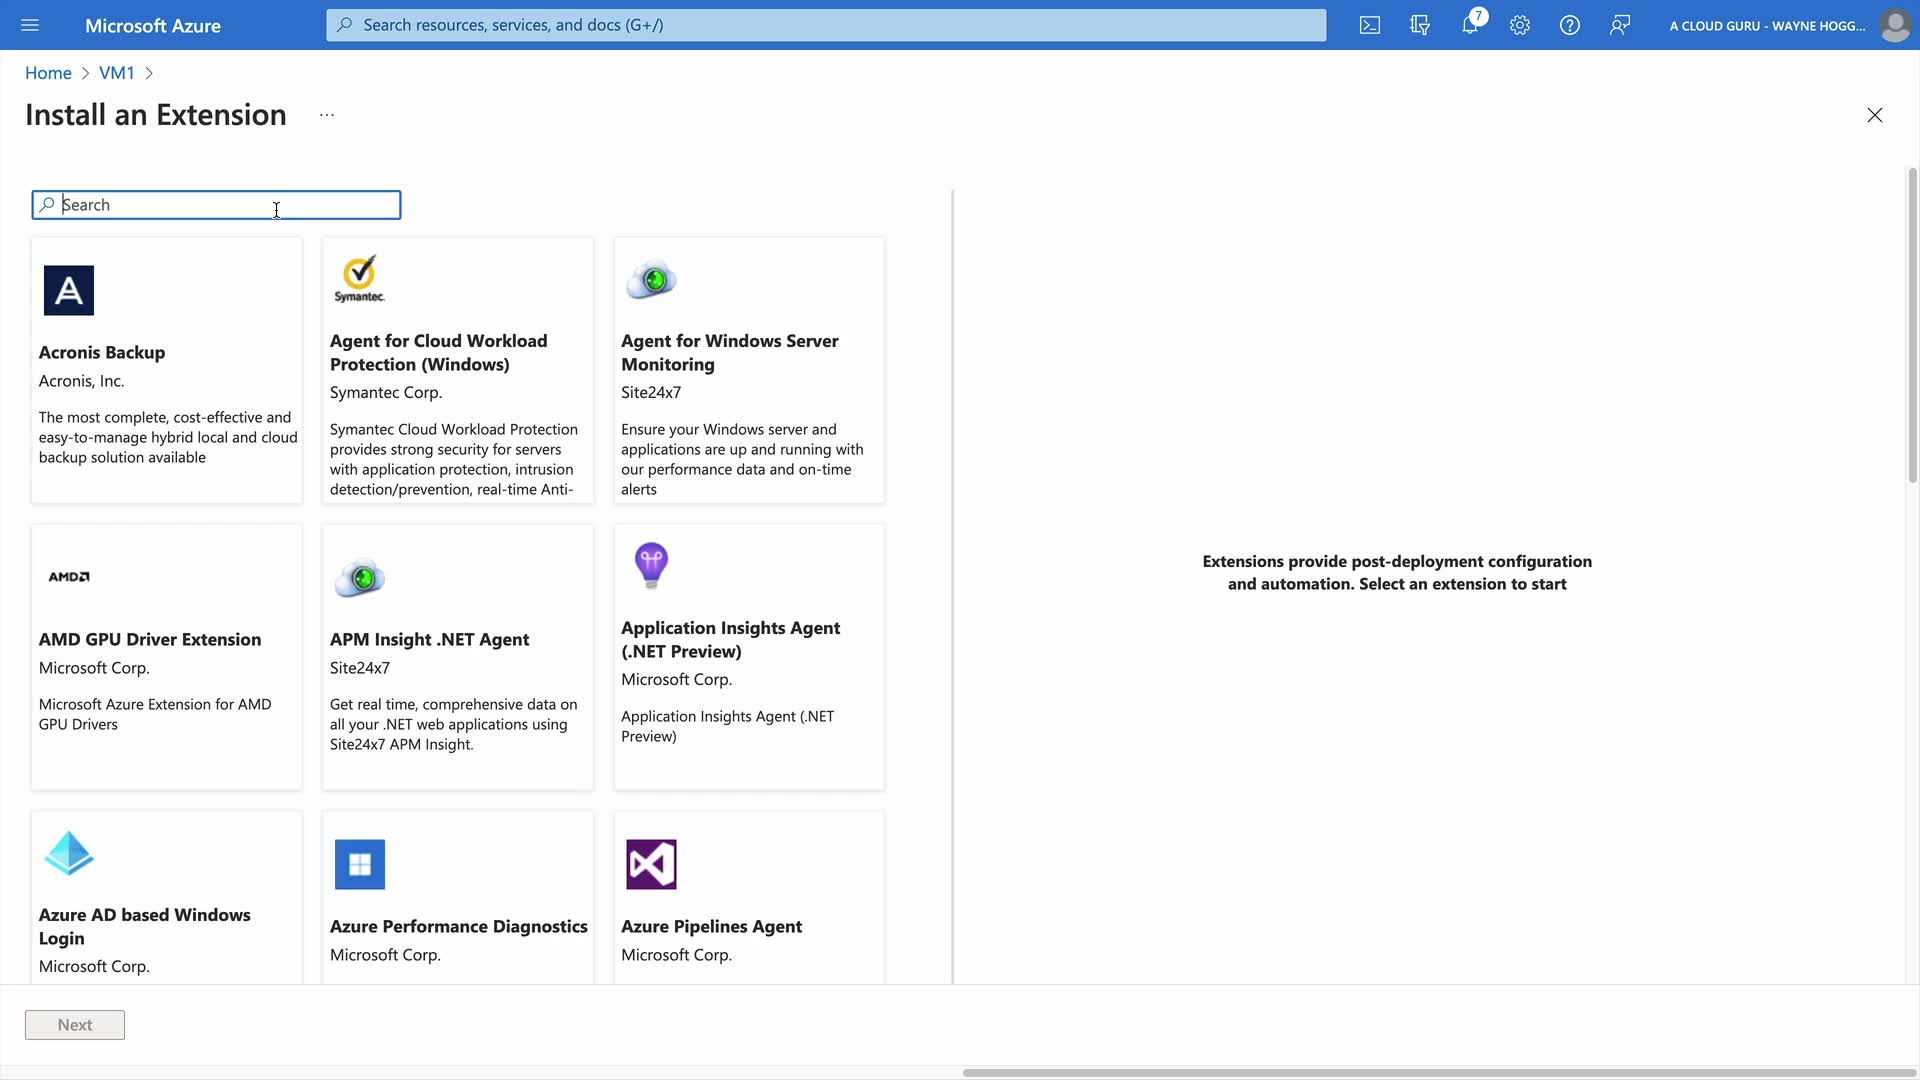 Microsoft Azure
Search resources, services, and docs (G+/)
7
A CLOUD GURU - WAYNE HOGG...
Home > VM1 >
Install an Extension ...
Search
Symantec.
Acronis Backup
Acronis, Inc.
The most complete, cost-effective and
easy-to-manage hybrid local and cloud
backup solution available
Agent for Cloud Workload
Protection (Windows)
Symantec Corp.
Symantec Cloud Workload Protection
provides strong security for servers
with application protection, intrusion
detection/prevention, real-time Anti-
Agent for Windows Server
Monitoring
Site24x7
Ensure your Windows server and
applications are up and running with
our performance data and on-time
alerts
AMD
AMD GPU Driver Extension
Microsoft Corp.
Microsoft Azure Extension for AMD
GPU Drivers
APM Insight .NET Agent
Site24x7
Get real time, comprehensive data on
all your .NET web applications using
Site24x7 APM Insight.
Application Insights Agent
(.NET Preview)
Microsoft Corp.
Application Insights Agent (.NET
Preview)
Azure AD based Windows
Login
Microsoft Corp.
Azure Performance Diagnostics
Microsoft Corp.
Azure Pipelines Agent
Microsoft Corp.
Extensions provide post-deployment configuration
and automation. Select an extension to start
Next